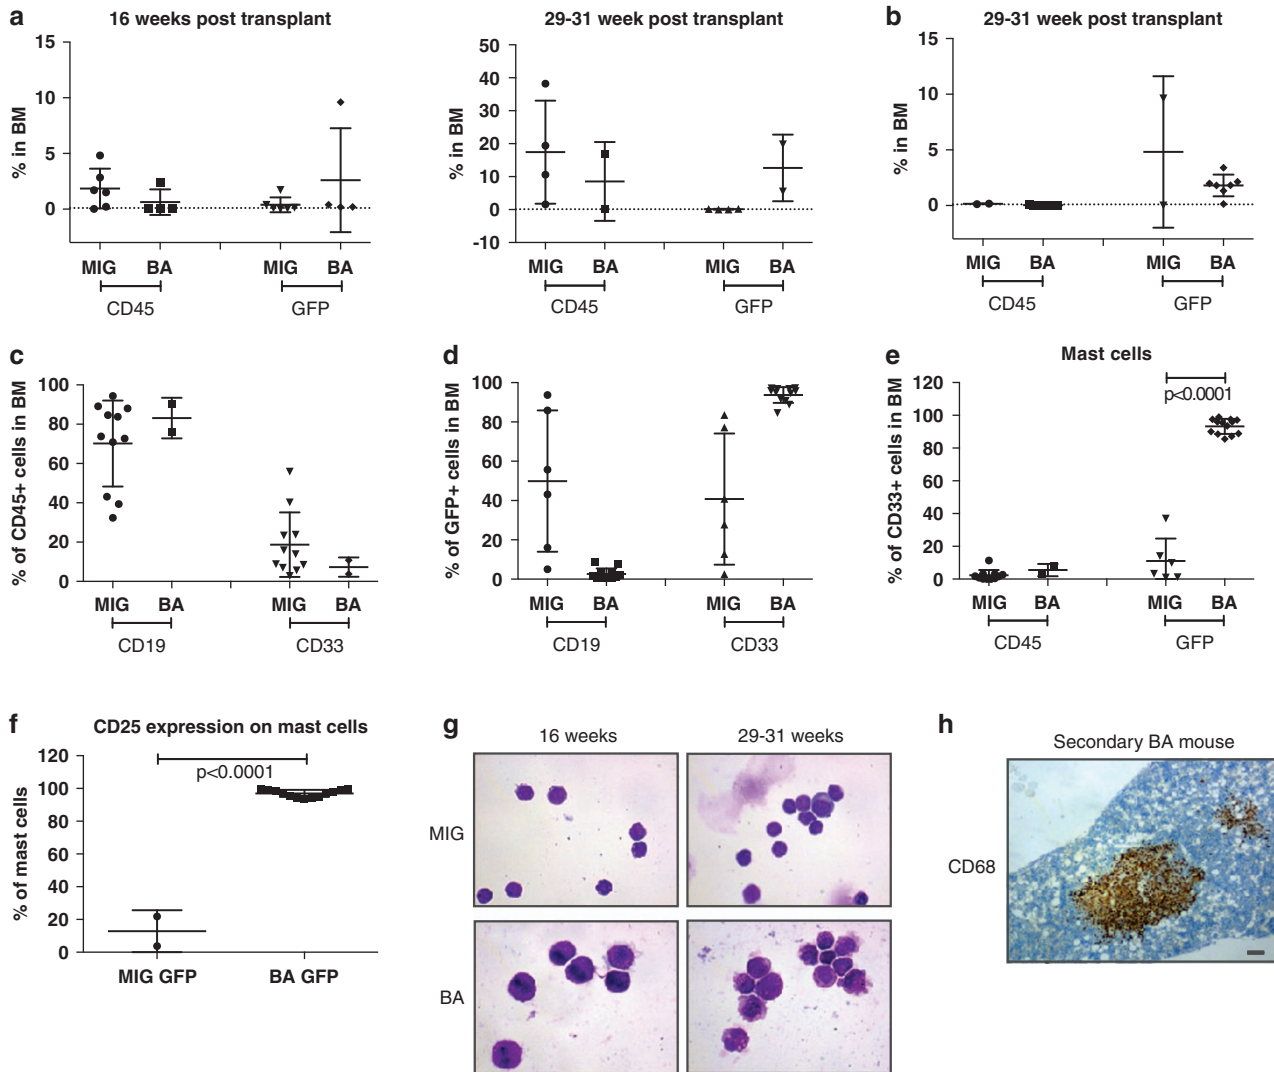 a
16 weeks post transplant
% in BM
15
10
5
0
MIG BA MIG BA
CD45 GFP
29-31 week post transplant
% in BM
50
40
30
20
10
0
-10
MIG BA MIG BA
CD45 GFP
b
29-31 week post transplant
% in BM
15
10
5
0
MIG BA MIG BA
CD45 GFP
c
% of CD45+ cells in BM
100
80
60
40
20
0
MIG BA MIG BA
CD19 CD33
d
% of GFP+ cells in BM
100
80
60
40
20
0
MIG BA MIG BA
CD19 CD33
e
Mast cells
% of CD33+ cells in BM
120
100
80
60
40
20
0
p<0.0001
MIG BA MIG BA
CD45 GFP
f
CD25 expression on mast cells
% of mast cells
120
100
80
60
40
20
0
p<0.0001
MIG GFP BA GFP
g
16 weeks 29-31 weeks
MIG
BA
h
Secondary BA mouse
CD68